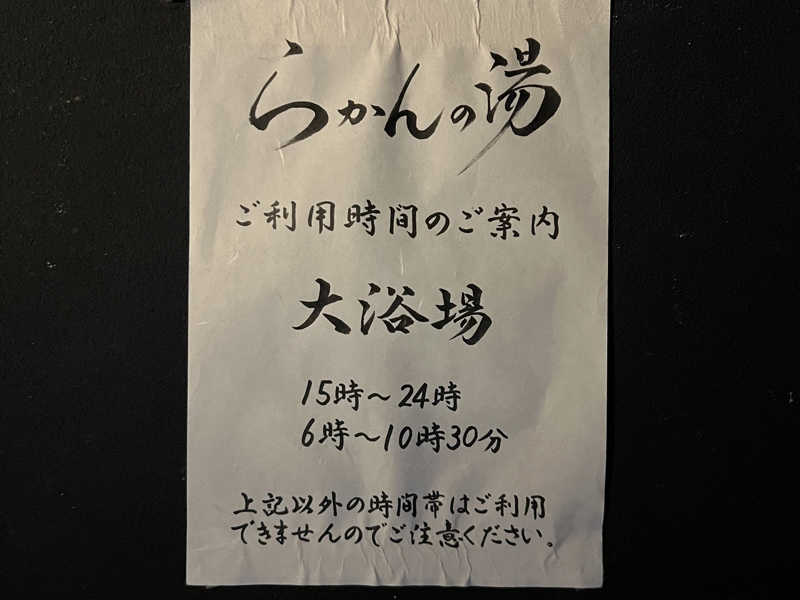 らかんの湯
ご利用時間のご案内
大浴場
15時～24時
6時～10時30分
上記以外の時間帯はご利用
できませんのでご注意ください。